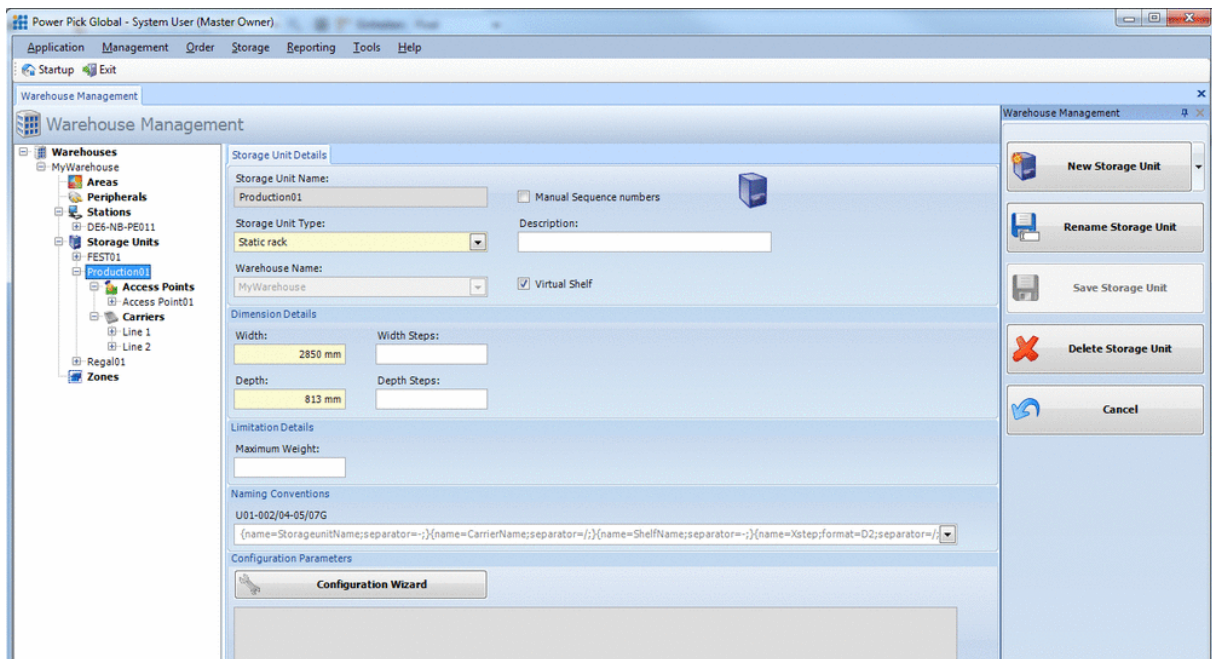 Power Pick Global - System User (Master Owner)
Application Management Order Storage Reporting Tools Help
Startup Exit
Warehouse Management
Warehouse Management
Warehouses
MyWarehouse
Areas
Peripherals
Stations
DE6-NB-PE011
Storage Units
FEST01
Production01
Access Points
Access Point01
Carriers
Line 1
Line 2
Regal01
Zones
Storage Unit Details
Storage Unit Name:
Production01
Manual Sequence numbers
Storage Unit Type:
Description:
Static rack
Warehouse Name:
MyWarehouse
Virtual Shelf
Dimension Details
Width:
Width Steps:
2850 mm
Depth:
Depth Steps:
813 mm
Limitation Details
Maximum Weight:
Naming Conventions
U01-002/04-05/07G
{name=StorageunitName;separator=-;}{name=CarrierName;separator=/;}{name=ShelfName;separator=-;}{name=Xstep;format=D2;separator=/;
Configuration Parameters
Configuration Wizard
Warehouse Management
New Storage Unit
Rename Storage Unit
Save Storage Unit
Delete Storage Unit
Cancel